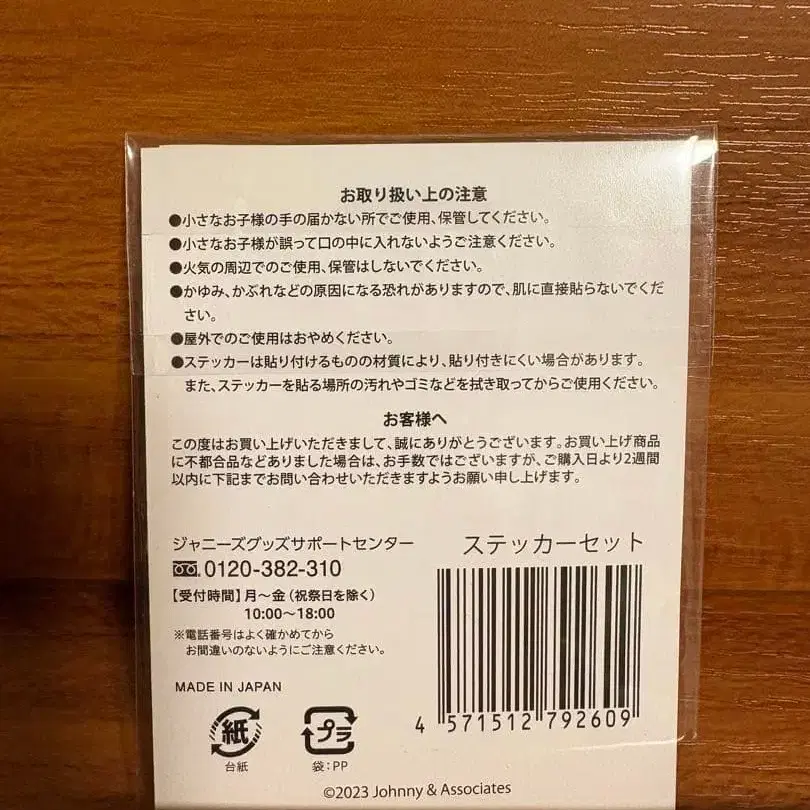 お取り扱い上の注意
●小さなお子様の手の届かない所でご使用、保管してください。
●小さなお子様が誤って口の中に入れないようご注意ください。
●火気の周辺でのご使用、保管はしないでください。
●かゆみ、かぶれなどの原因になる恐れがありますので、肌に直接貼らないでくだ
さい。
●屋外でのご使用はおやめください。
●ステッカーは貼り付けるものの材質により、貼り付きにくい場合があります。
また、ステッカーを貼る場所の汚れやゴミなどを拭き取ってからご使用ください。
お客様へ
この度はお買い上げいただきまして、誠にありがとうございます。お買い上げ商品
に不都合品などありました場合は、お手数ではございますが、ご購入日より2週間
以内に下記までお問い合わせいただきますようお願い申し上げます。
ジャニーズグッズサポートセンター
0120-382-310
【受付時間】月～金(祝祭日を除く)
10:00～18:00
※電話番号はよく確かめてから
お間違いのないようにご注意ください。
MADE IN JAPAN
紙
台紙
プラ
袋:PP
ステッカーセット
4 571512 792609
©2023 Johnny & Associates